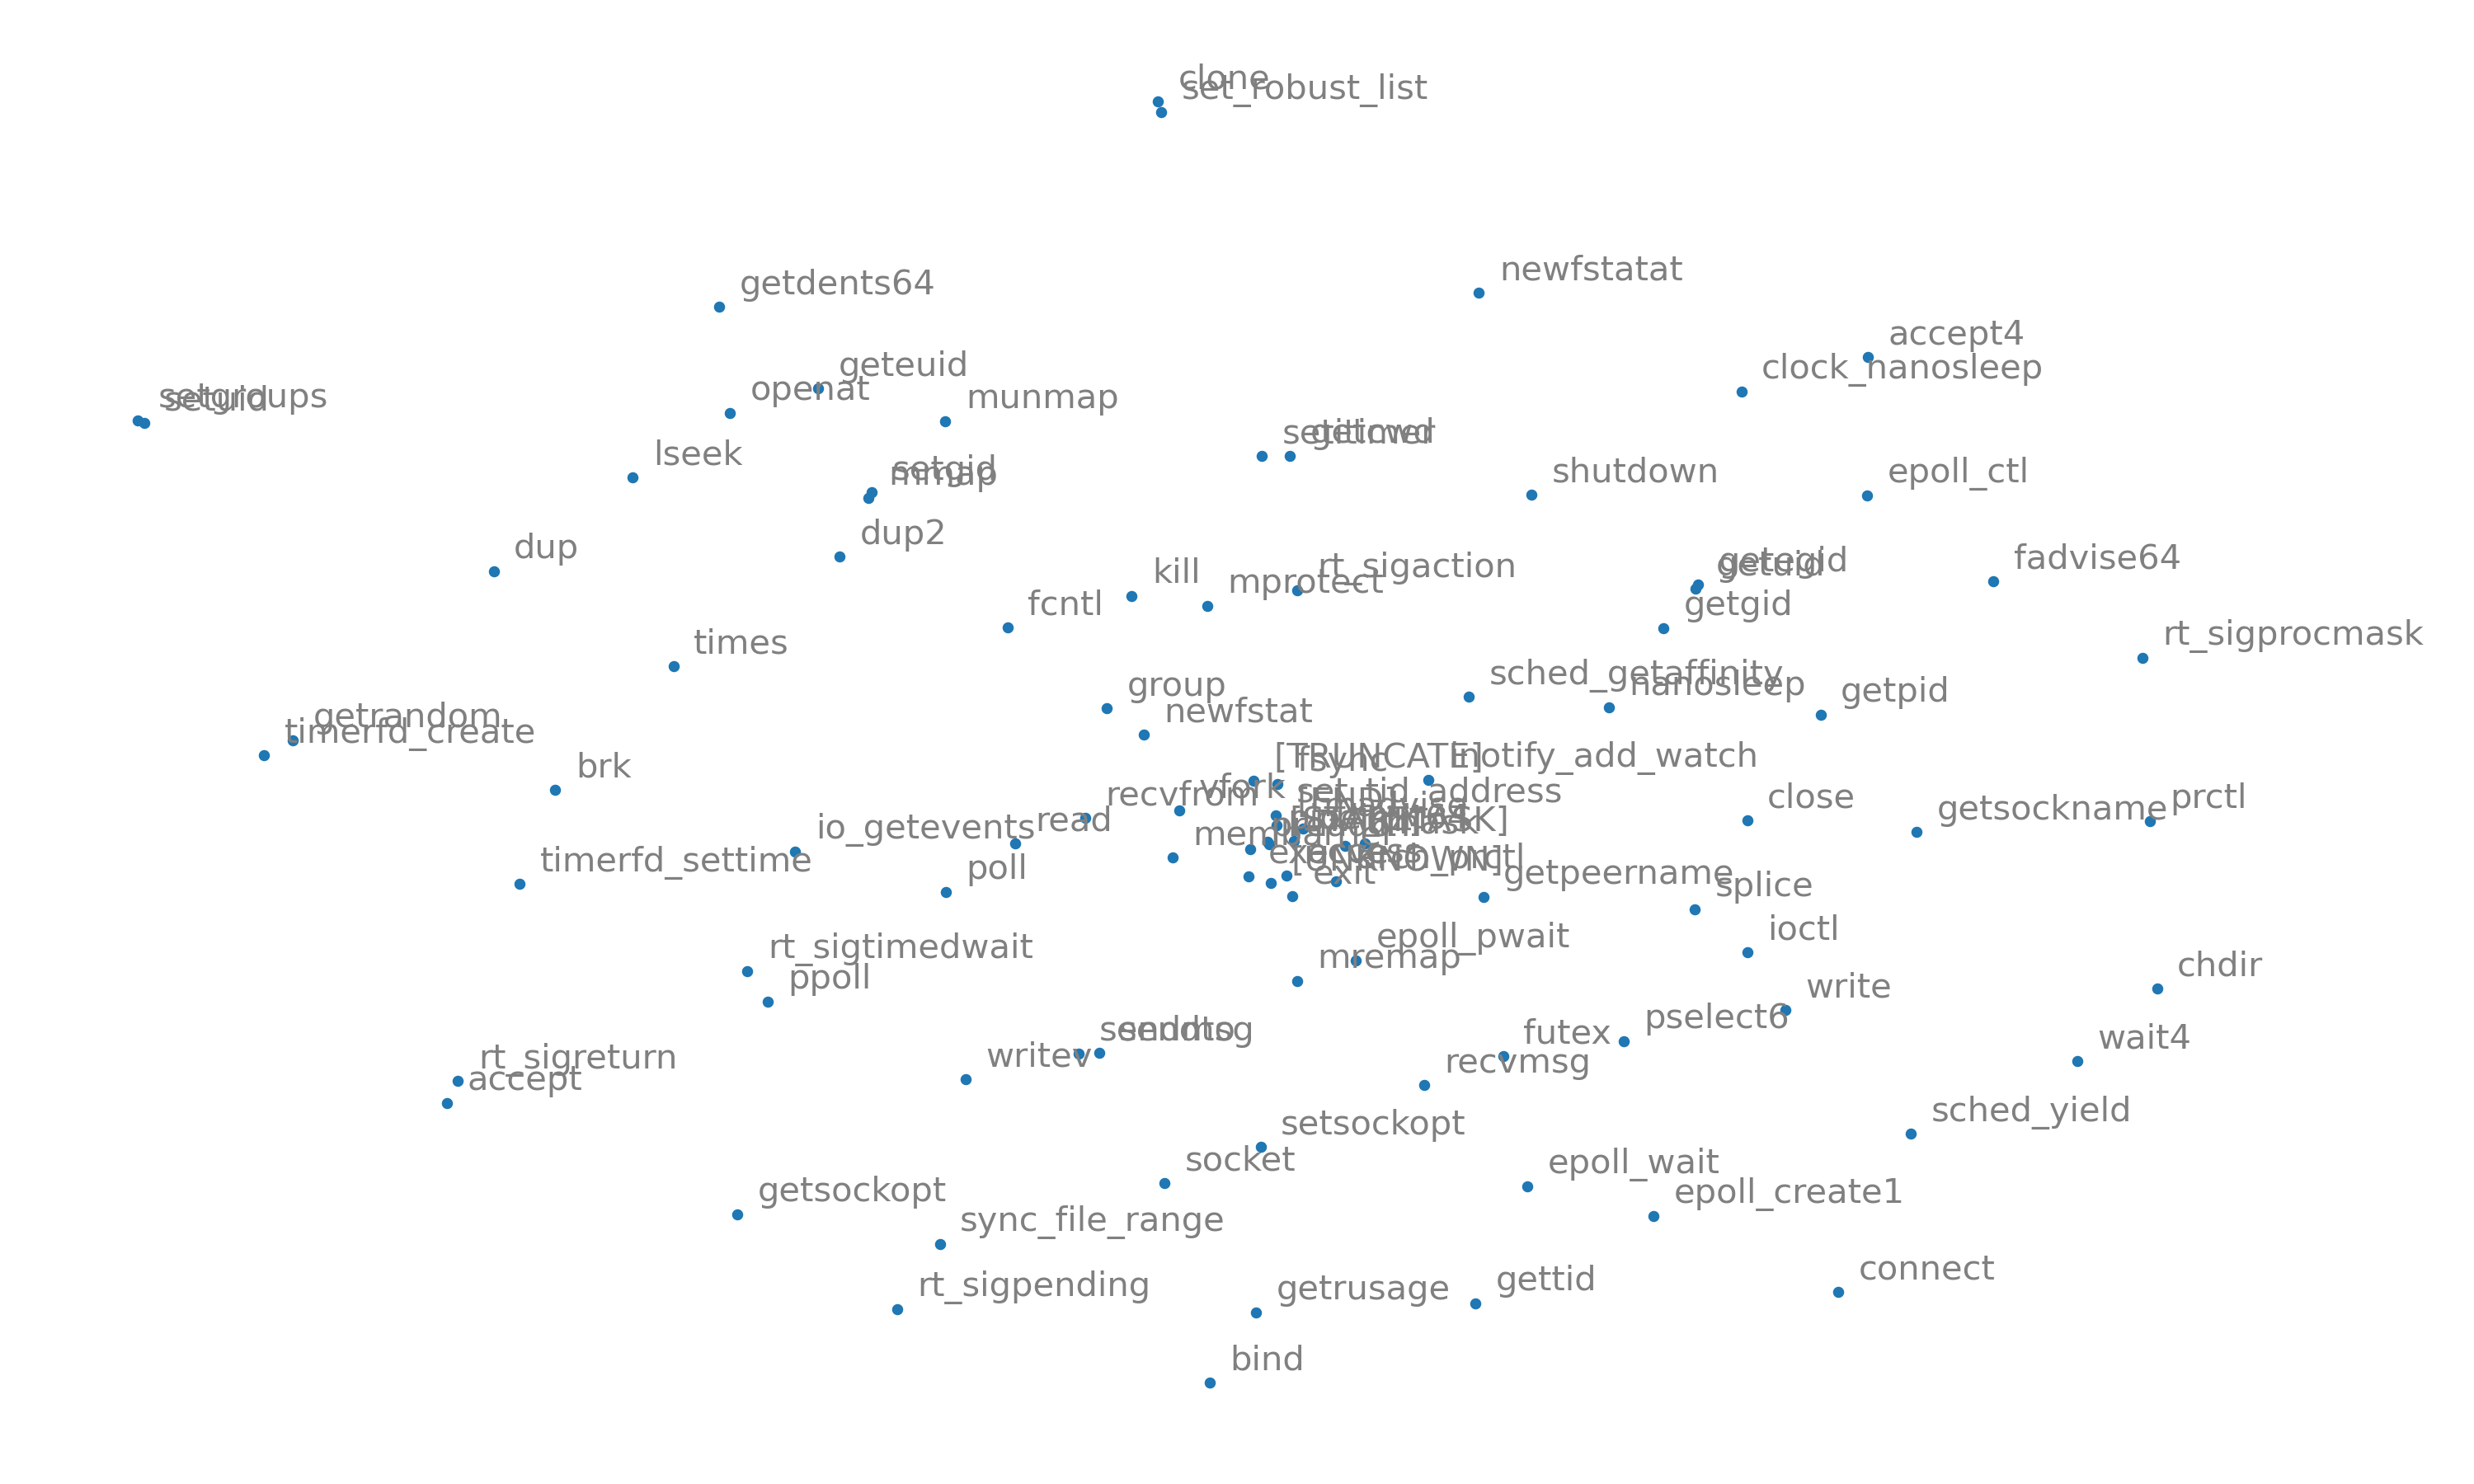 clone
set_robust_list
newfstatat
getdents64
accept4
geteuid
clock_nanosleep
openat
setgroups
setuid
munmap
setitimer
getcwd
lseek
setgid
mmap
shutdown
epoll_ctl
dup2
dup
fadvise64
getegid
getuid
rt_sigaction
kill
mprotect
fcntl
getgid
rt_sigprocmask
times
sched_getaffinity
group
nanosleep
getpid
newfstat
getrandom
timerfd_create
[TRUNCATE]
fsync
inotify_add_watch
brk
vfork
set_tid_address
recvfrom
close
prctl
getsockname
read
io_getevents
timerfd_settime
poll
[UNKNOWN]
exit
getpeername
splice
ioctl
epoll_pwait
rt_sigtimedwait
mremap
chdir
ppoll
write
pselect6
sendto
sendmsg
futex
wait4
writev
rt_sigreturn
recvmsg
accept
sched_yield
setsockopt
socket
epoll_wait
getsockopt
epoll_create1
sync_file_range
connect
gettid
rt_sigpending
getrusage
bind